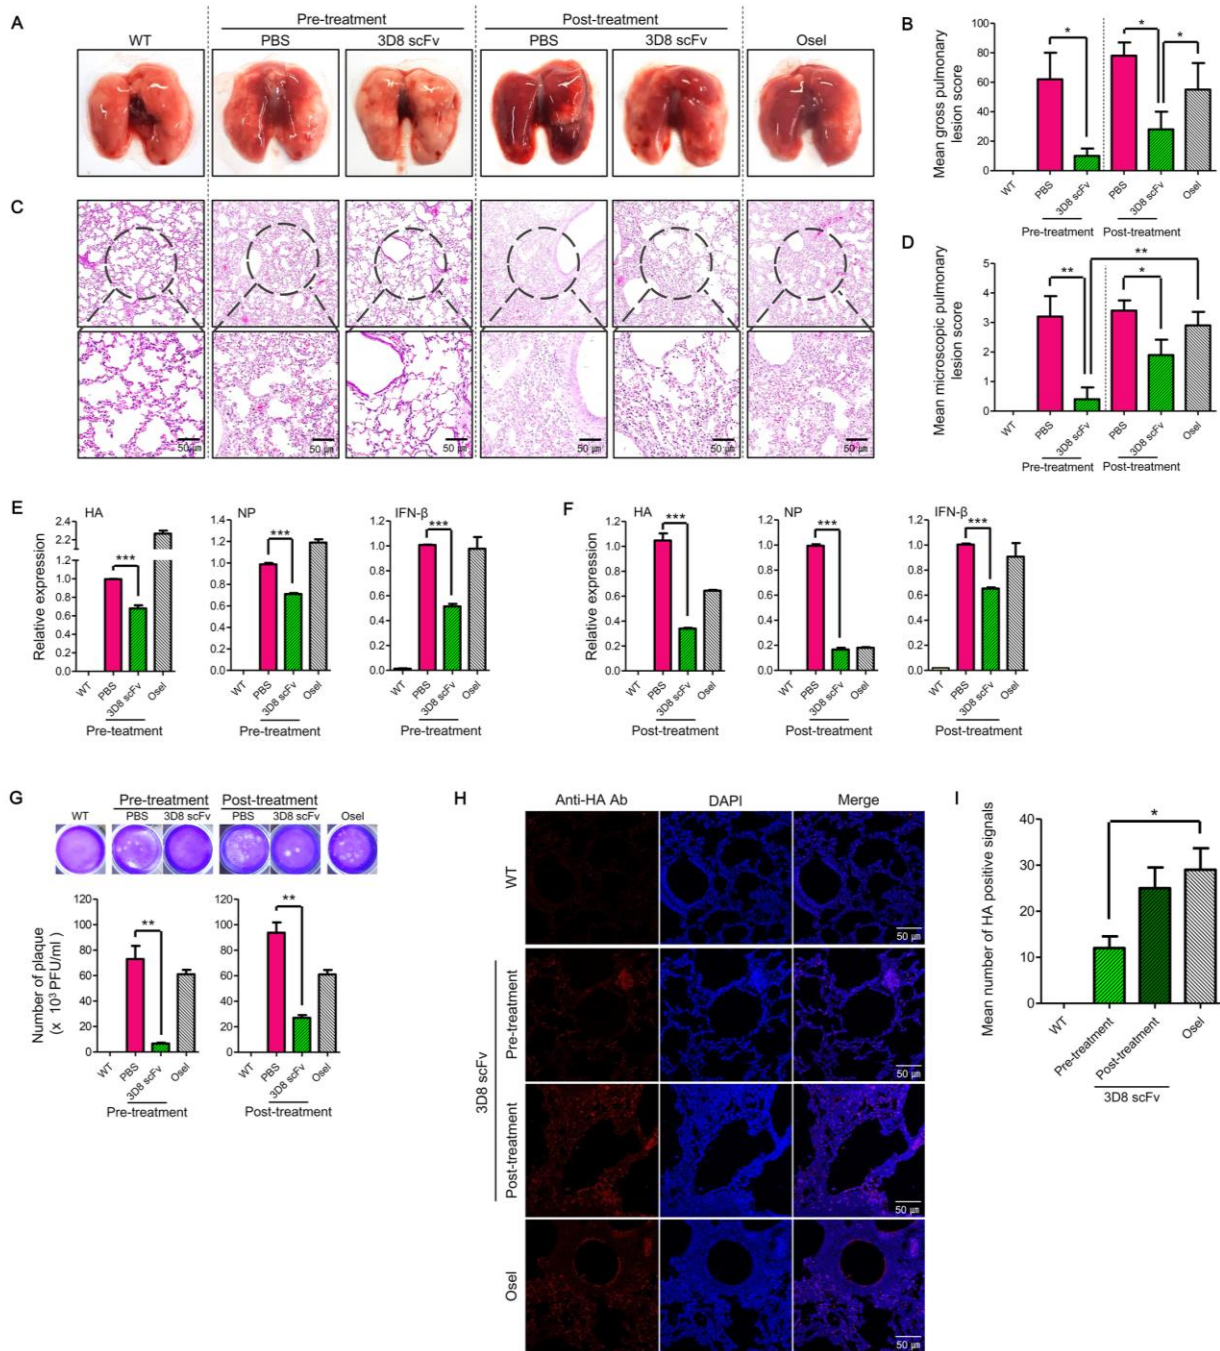 A
Pre-treatment
Post-treatment
WT
PBS
3D8 scFv
PBS
3D8 scFv
Osel
B
Mean gross pulmonary
lesion score
100
80
60
40
20
0
*
*
*
WT
PBS
3D8 scFv
PBS
3D8 scFv
Osel
Pre-treatment
Post-treatment
C
50 ㎛
50 ㎛
50 ㎛
50 ㎛
50 ㎛
50 ㎛
D
Mean microscopic pulmonary
lesion score
5
4
3
2
1
0
**
**
*
WT
PBS
3D8 scFv
PBS
3D8 scFv
Osel
Pre-treatment
Post-treatment
E
Relative expression
HA
2.4
2.2
1.0
0.8
0.6
0.4
0.2
0.0
***
WT
PBS
3D8 scFv
Osel
Pre-teatment
NP
1.4
1.2
1.0
0.8
0.6
0.4
0.2
0.0
***
WT
PBS
3D8 scFv
Osel
Pre-treatment
IFN-β
1.2
1.0
0.8
0.6
0.4
0.2
0.0
***
WT
PBS
3D8 scFv
Osel
Pre-treatment
F
Relative expression
HA
1.2
1.0
0.8
0.6
0.4
0.2
0.0
***
WT
PBS
3D8 scFv
Osel
Post-treatment
NP
1.2
1.0
0.8
0.6
0.4
0.2
0.0
***
WT
PBS
3D8 scFv
Osel
Post-treatment
IFN-β
1.2
1.0
0.8
0.6
0.4
0.2
0.0
***
WT
PBS
3D8 scFv
Osel
Post-treatment
G
Pre-treatment
Post-treatment
WT
PBS
3D8 scFv
PBS
3D8 scFv
Osel
Number of plaque
(x 10³ PFU/ml )
120
100
80
60
40
20
0
**
WT
PBS
3D8 scFv
Osel
Pre-treatment
120
100
80
60
40
20
0
**
WT
PBS
3D8 scFv
Osel
Post-treatment
H
Anti-HA Ab
DAPI
Merge
WT
50 ㎛
3D8 scFv
Pre-treatment
50 ㎛
Post-treatment
50 ㎛
Osel
50 ㎛
I
Mean number of HA positive signals
40
30
20
10
0
*
WT
Pre-treatment
Post-treatment
Osel
3D8 scFv